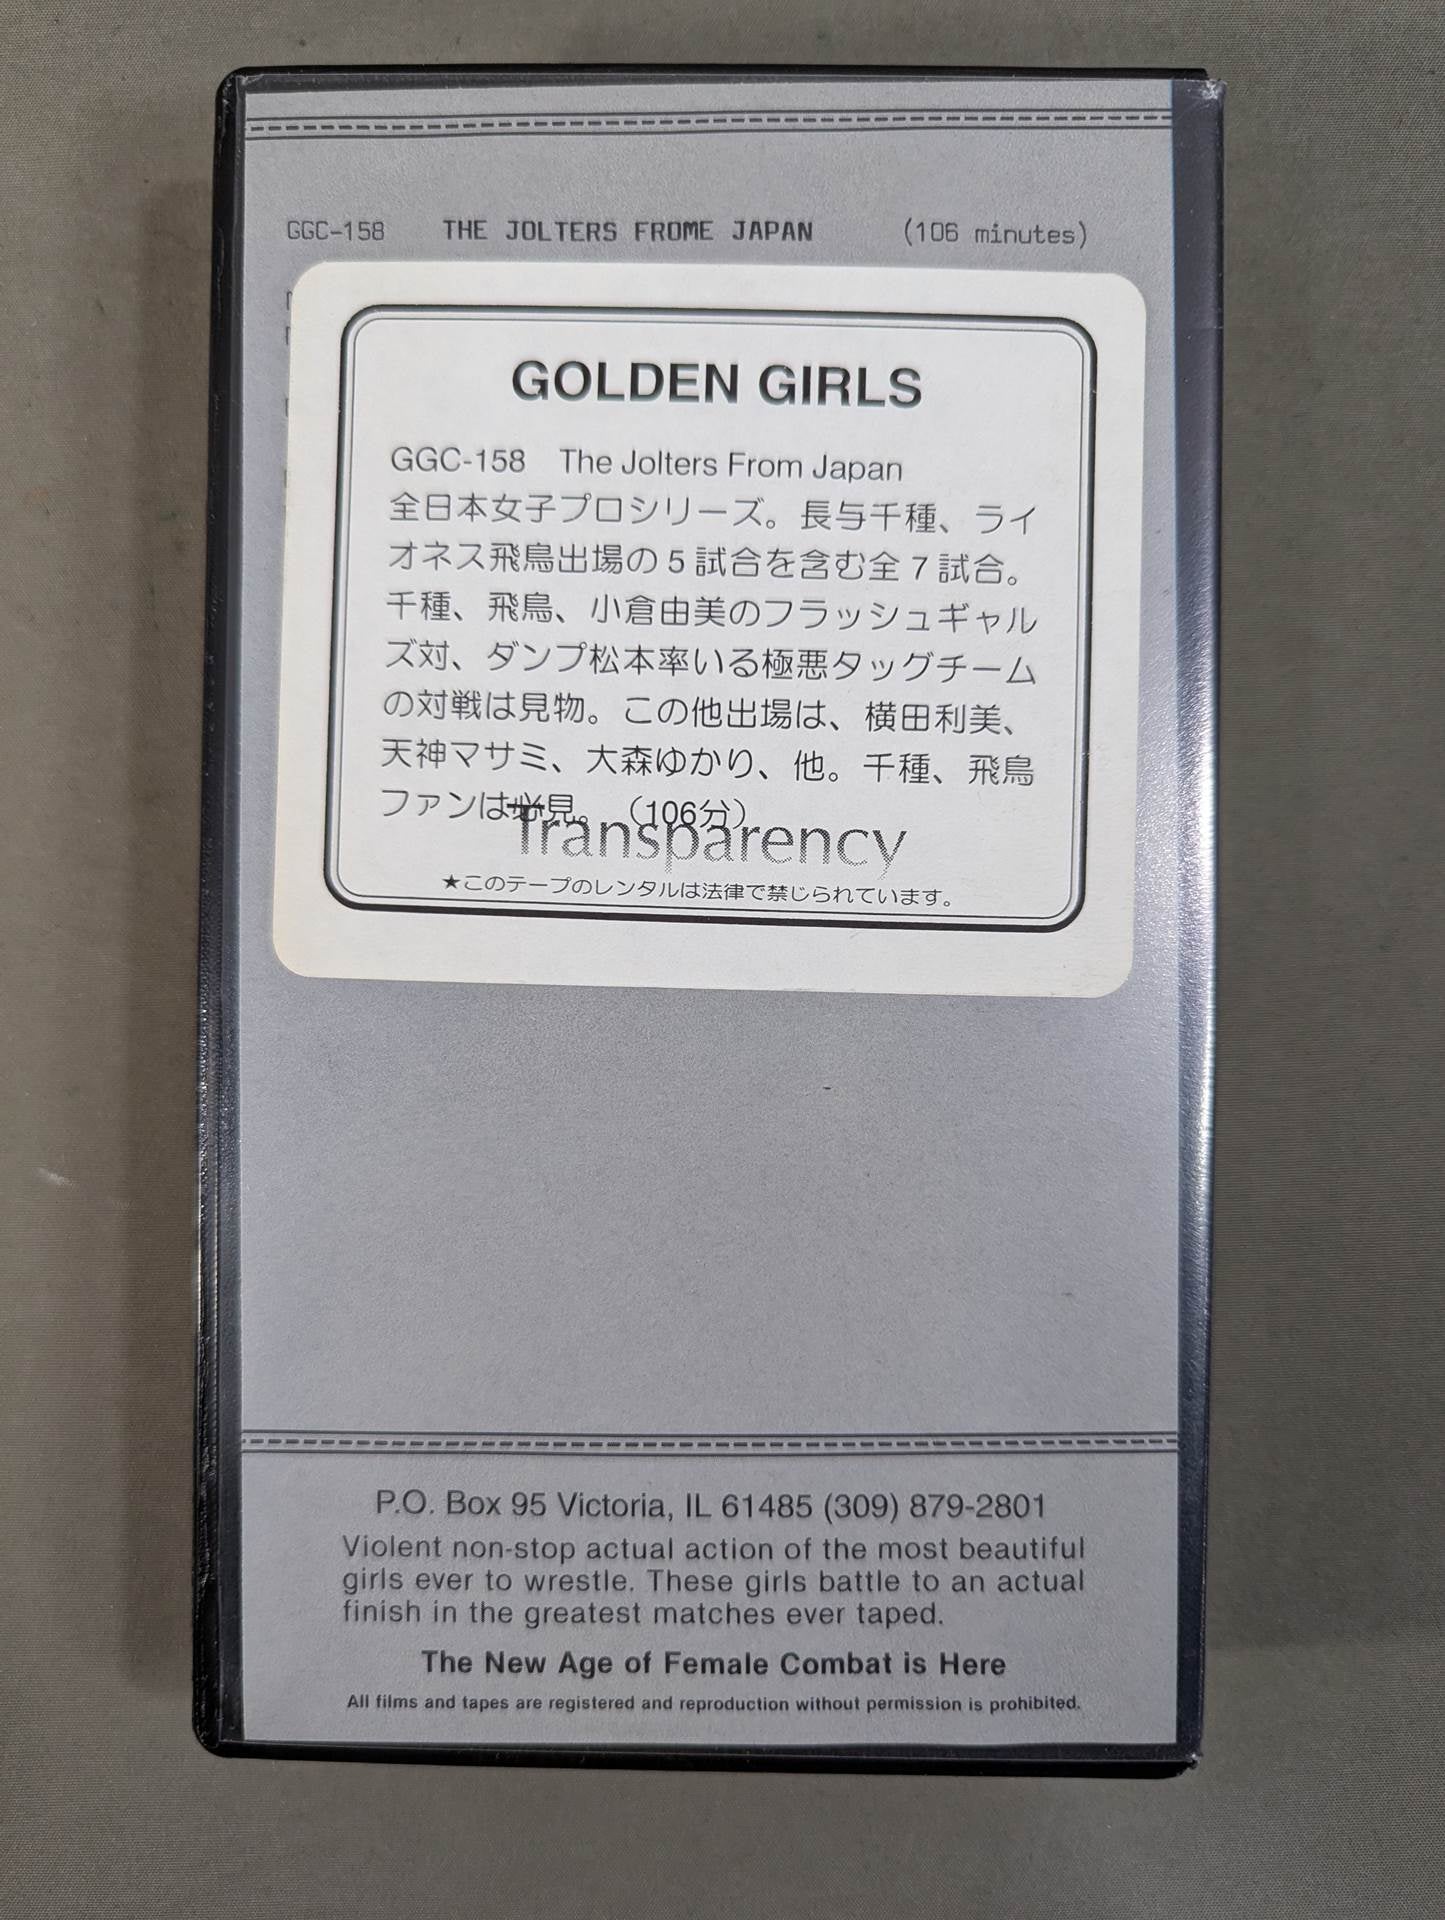 GGC-158 THE JOLTERS FROME JAPAN (106 minutes)
GOLDEN GIRLS
GGC-158 The Jolters From Japan
全日本女子プロシリーズ。長与千種、ライ
オネス飛鳥出場の5試合を含む全7試合。
千種、飛鳥、小倉由美のフラッシュギャル
ズ対、ダンプ松本率いる極悪タッグチーム
の対戦は見物。この他出場は、横田利美、
天神マサミ、大森ゆかり、他。千種、飛鳥
ファンは必見。（106分）
Transparency
★このテープのレンタルは法律で禁じられています。
P.O. Box 95 Victoria, IL 61485 (309) 879-2801
Violent non-stop actual action of the most beautiful
girls ever to wrestle. These girls battle to an actual
finish in the greatest matches ever taped.
The New Age of Female Combat is Here
All films and tapes are registered and reproduction without permission is prohibited.